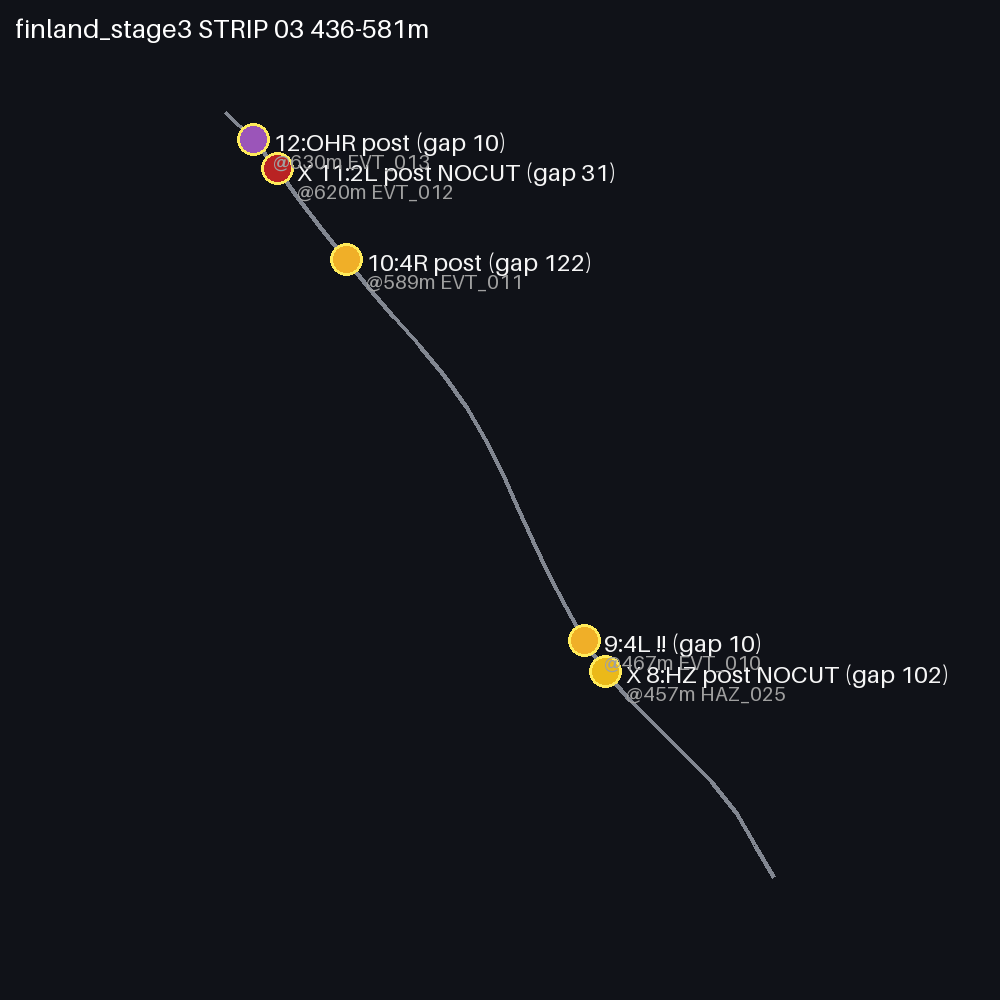 finland_stage3 STRIP 03 436-581m
12:OHR post (gap 10)
@630m EVT_013
X 11:2L post NOCUT (gap 31)
@620m EVT_012
10:4R post (gap 122)
@589m EVT_011
9:4L !! (gap 10)
@467m EVT_010
X 8:HZ post NOCUT (gap 102)
@457m HAZ_025